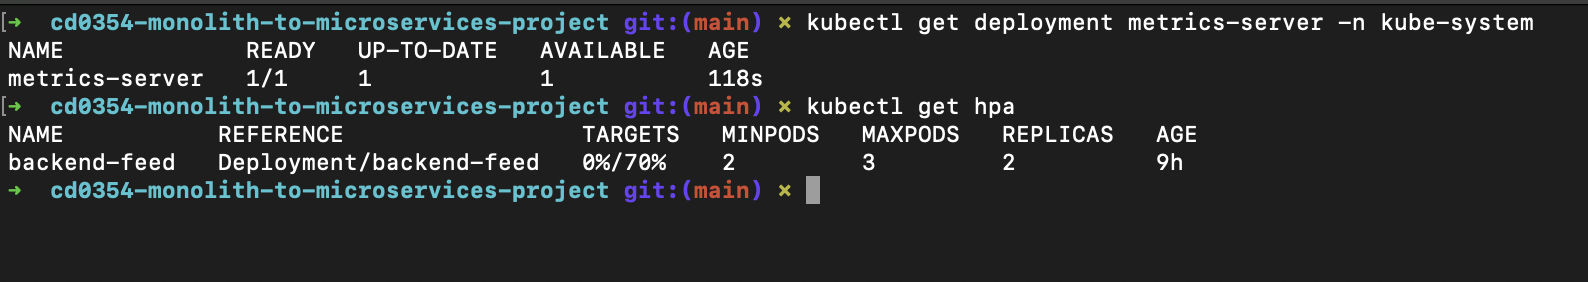 [➜  cd0354-monolith-to-microservices-project git:(main) ✗ kubectl get deployment metrics-server -n kube-system
NAME             READY   UP-TO-DATE   AVAILABLE   AGE
metrics-server   1/1     1            1           118s
[➜  cd0354-monolith-to-microservices-project git:(main) ✗ kubectl get hpa
NAME           REFERENCE                 TARGETS   MINPODS   MAXPODS   REPLICAS   AGE
backend-feed   Deployment/backend-feed   0%/70%    2         3         2          9h
➜  cd0354-monolith-to-microservices-project git:(main) ✗